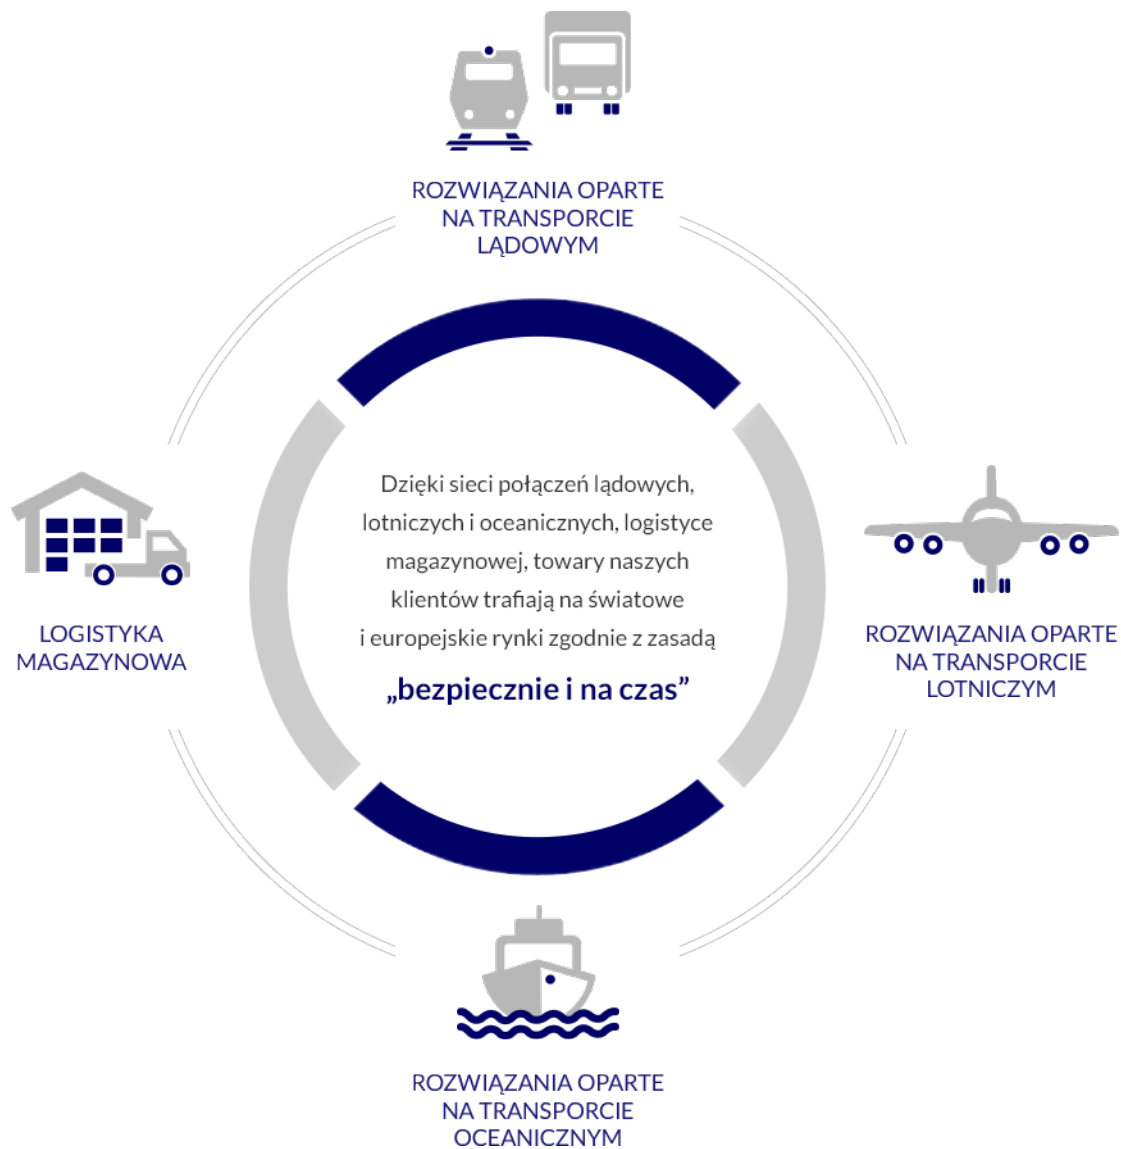 ROZWIĄZANIA OPARTE
NA TRANSPORCIE
LĄDOWYM
Dzięki sieci połączeń lądowych,
lotniczych i oceanicznych, logistyce
magazynowej, towary naszych
klientów trafiają na światowe
i europejskie rynki zgodnie z zasadą
„bezpiecznie i na czas”
LOGISTYKA
MAGAZYNOWA
ROZWIĄZANIA OPARTE
NA TRANSPORCIE
LOTNICZYM
ROZWIĄZANIA OPARTE
NA TRANSPORCIE
OCEANICZNYM